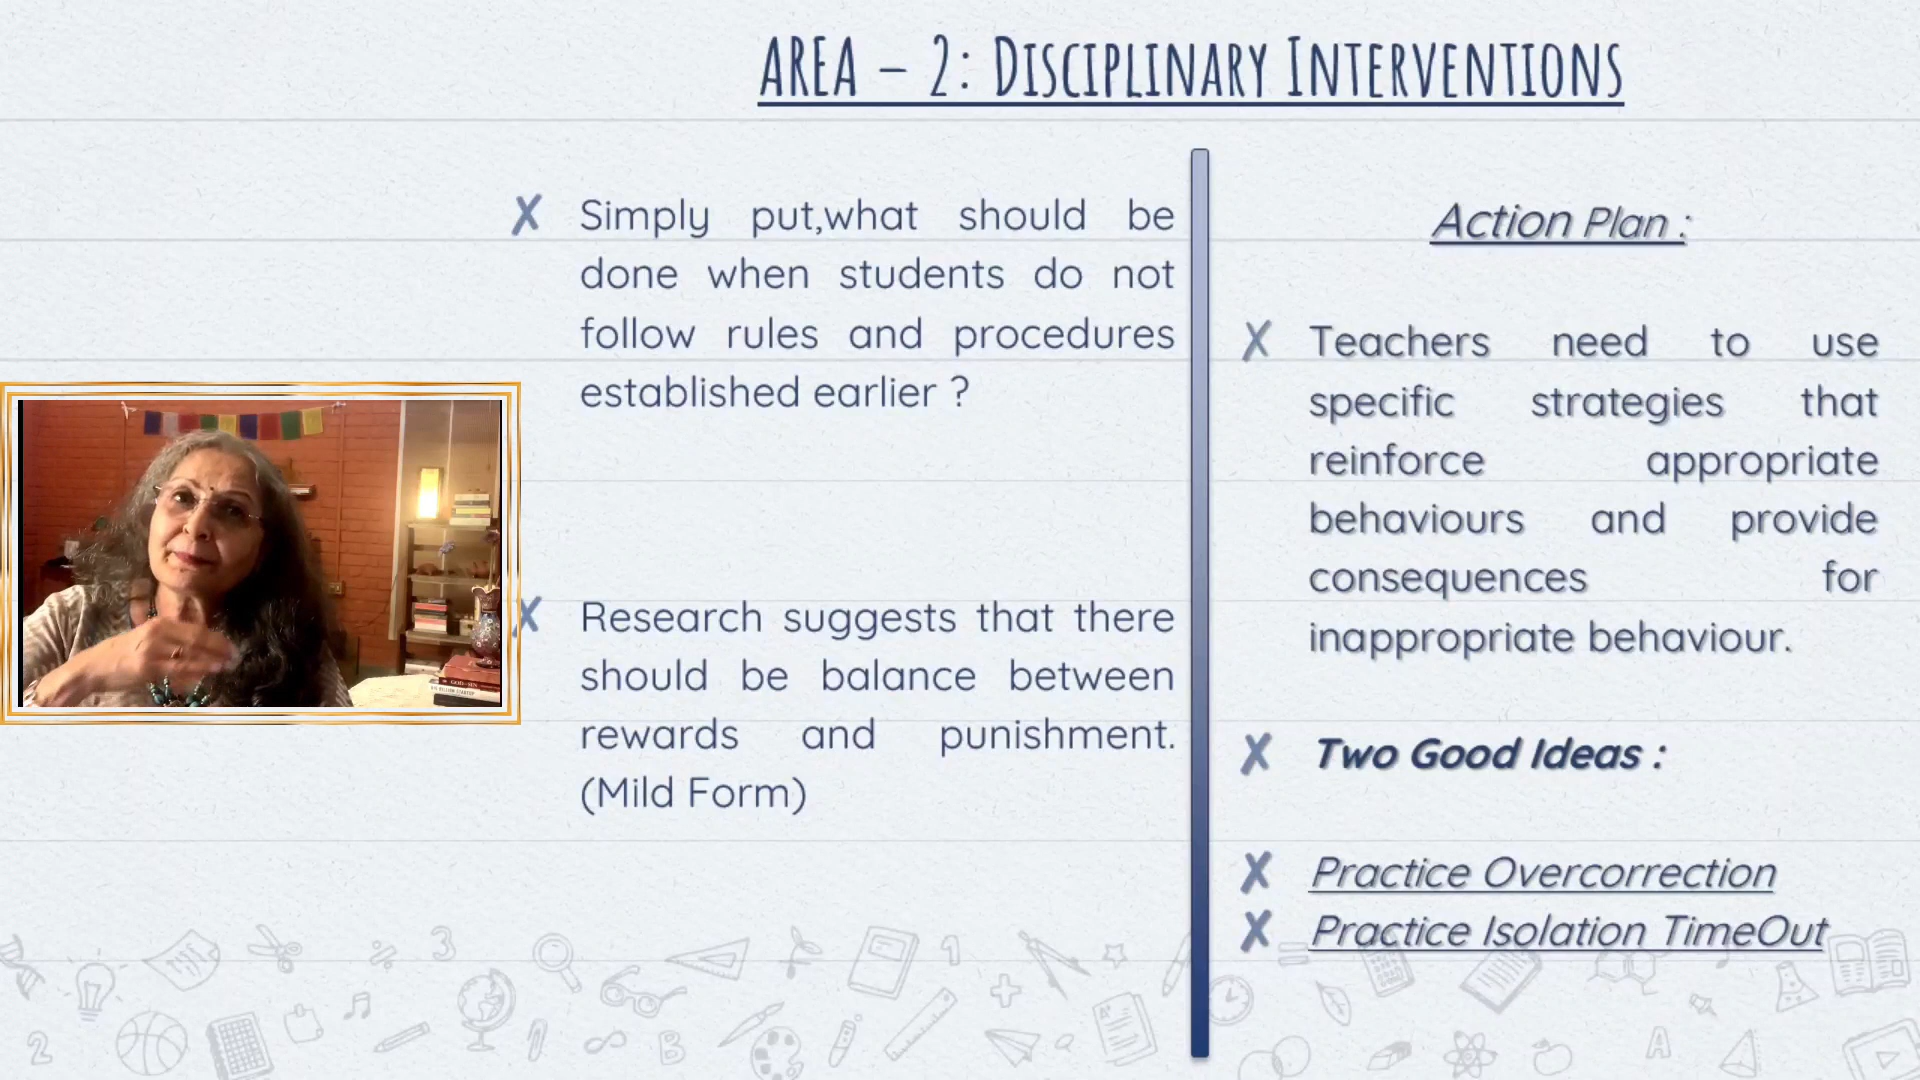 AREA – 2: DISCIPLINARY INTERVENTIONS
Simply put,what should be
done when students do not
follow rules and procedures
established earlier ?
Research suggests that there
should be balance between
rewards and punishment.
(Mild Form)
Action Plan :
Teachers need to use
specific strategies that
reinforce appropriate
behaviours and provide
consequences for
inappropriate behaviour.
Two Good Ideas :
Practice Overcorrection
Practice Isolation TimeOut